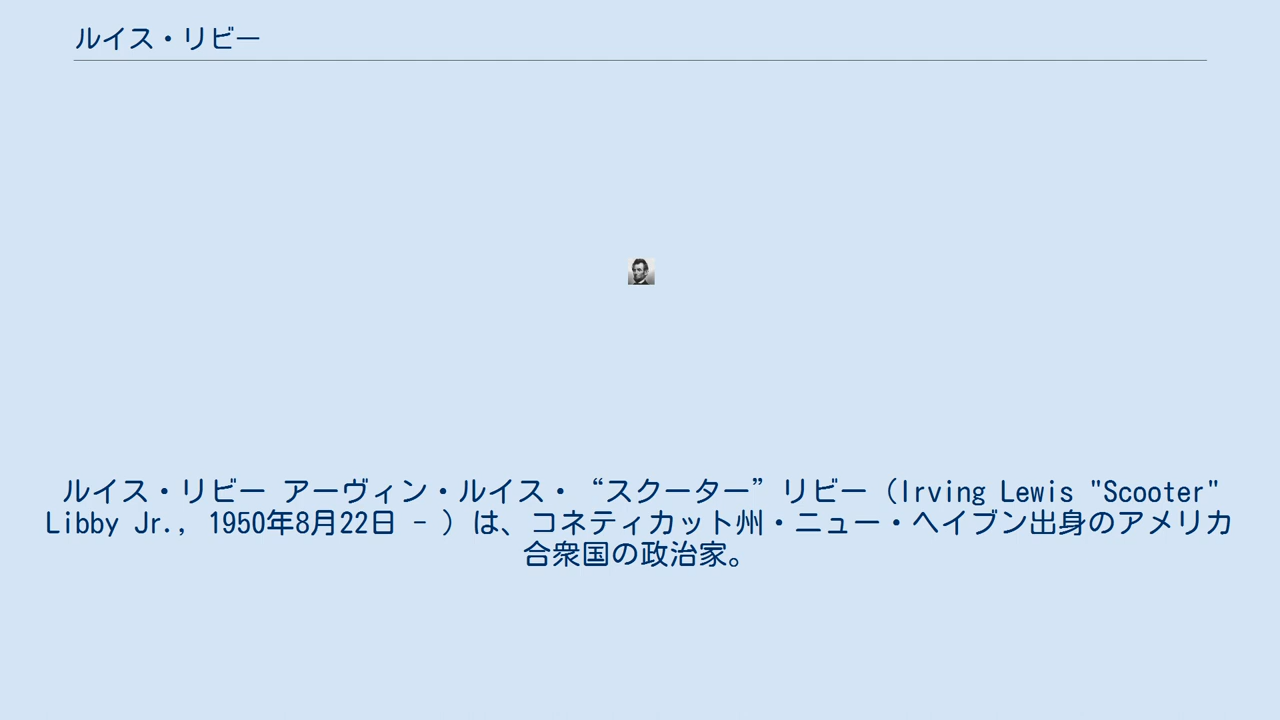 ルイス・リビー
ルイス・リビー アーヴィン・ルイス・“スクーター”リビー（Irving Lewis "Scooter"
Libby Jr., 1950年8月22日 - ）は、コネティカット州・ニュー・ヘイブン出身のアメリカ
合衆国の政治家。